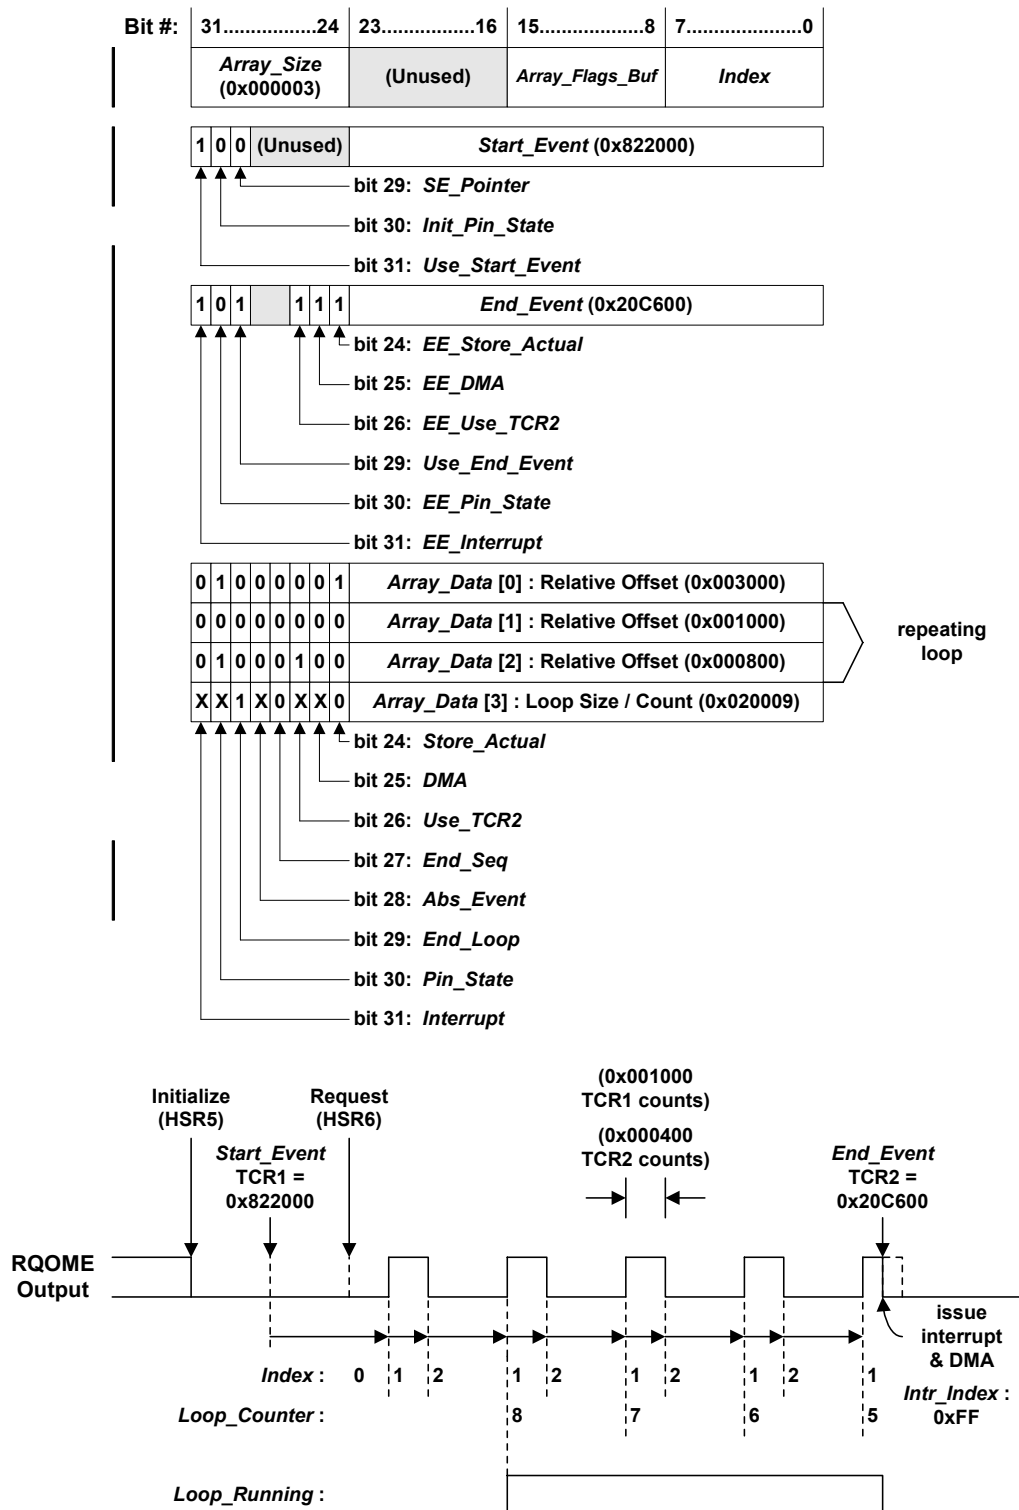 Bit #: 31.................24 23.................16 15....................8 7......................0
Array_Size (0x000003) (Unused) Array_Flags_Buf Index
1 0 0 (Unused) Start_Event (0x822000)
bit 29: SE_Pointer
bit 30: Init_Pin_State
bit 31: Use_Start_Event
1 0 1 1 1 1 End_Event (0x20C600)
bit 24: EE_Store_Actual
bit 25: EE_DMA
bit 26: EE_Use_TCR2
bit 29: Use_End_Event
bit 30: EE_Pin_State
bit 31: EE_Interrupt
0 1 0 0 0 0 0 1 Array_Data [0] : Relative Offset (0x003000)
0 0 0 0 0 0 0 0 Array_Data [1] : Relative Offset (0x001000)
0 1 0 0 0 1 0 0 Array_Data [2] : Relative Offset (0x000800)
repeating
loop
X X 1 X 0 X X 0 Array_Data [3] : Loop Size / Count (0x020009)
bit 24: Store_Actual
bit 25: DMA
bit 26: Use_TCR2
bit 27: End_Seq
bit 28: Abs_Event
bit 29: End_Loop
bit 30: Pin_State
bit 31: Interrupt
Initialize
(HSR5)
Request
(HSR6)
(0x001000
TCR1 counts)
(0x000400
TCR2 counts)
Start_Event
TCR1 =
0x822000
End_Event
TCR2 =
0x20C600
RQOME
Output
issue
interrupt
& DMA
Index : 0 1 2 1 2 1 2 1 2 1
Intr_Index :
0xFF
Loop_Counter : 8 7 6 5
Loop_Running :